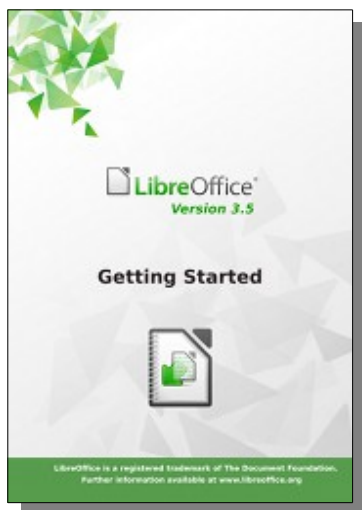 LibreOffice®
Version 3.5
Getting Started
LibreOffice is a registered trademark of The Document Foundation.
Further information available at www.libreoffice.org